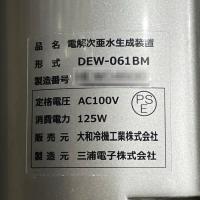 品名 電解次亜水生成装置
形式 DEW-061BM
製造番号
定格電圧 AC100V
PSE
消費電力 125W
販売元 大和冷機工業株式会社
製造元 三浦電子株式会社